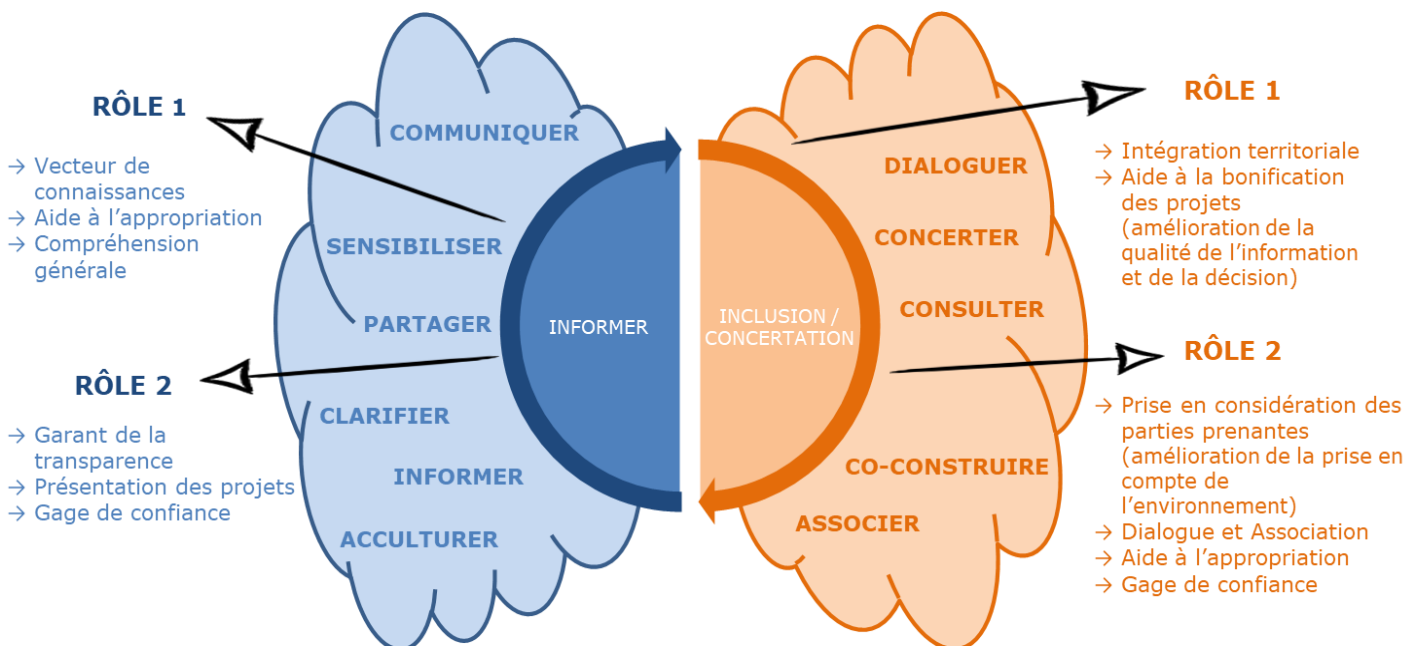 RÔLE 1
→ Vecteur de
connaissances
→ Aide à l’appropriation
→ Compréhension
générale
RÔLE 2
→ Garant de la
transparence
→ Présentation des projets
→ Gage de confiance
COMMUNIQUER
SENSIBILISER
PARTAGER
CLARIFIER
INFORMER
ACCULTURER
INFORMER
INCLUSION /
CONCERTATION
DIALOGUER
CONCERTER
CONSULTER
CO-CONSTRUIRE
ASSOCIER
RÔLE 1
→ Intégration territoriale
→ Aide à la bonification
des projets
(amélioration de la
qualité de l’information
et de la décision)
RÔLE 2
→ Prise en considération des
parties prenantes
(amélioration de la prise en
compte de
l’environnement)
→ Dialogue et Association
→ Aide à l’appropriation
→ Gage de confiance